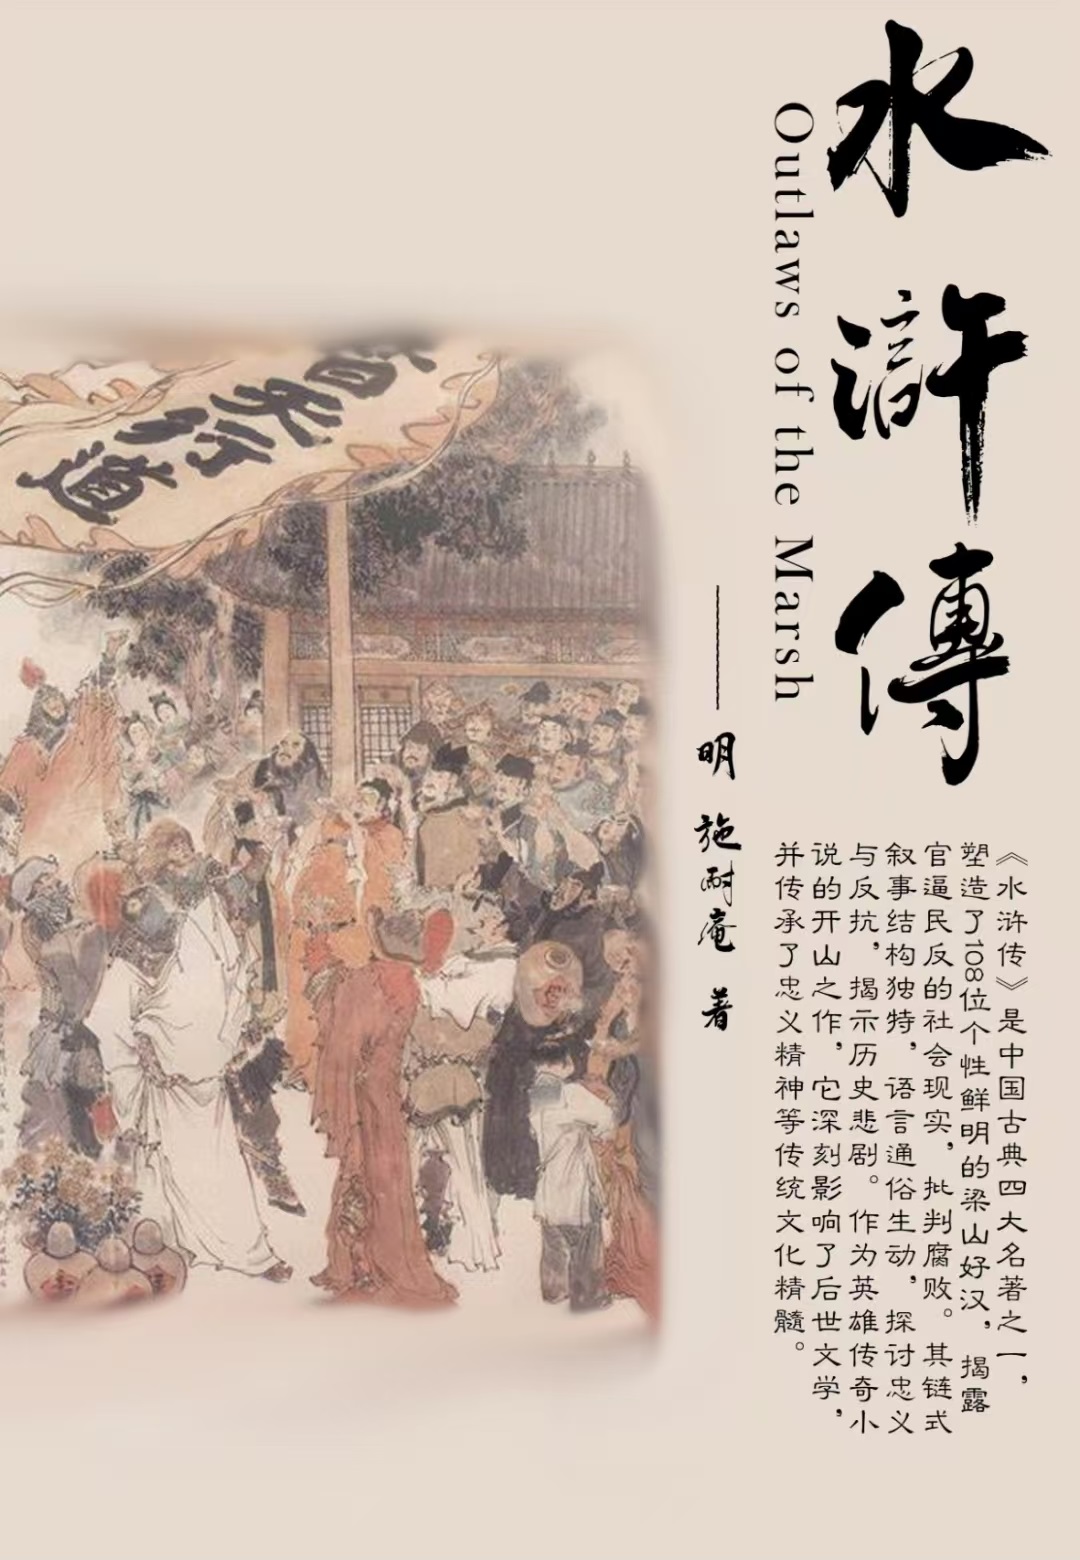 水滸傳
Outlaws of the Marsh
——明 施耐庵 著
《水浒传》是中国古典四大名著之一，
塑造了108位个性鲜明的梁山好汉，揭露
官逼民反的社会现实，批判腐败。其链式
叙事结构独特，语言通俗生动，探讨忠义
与反抗，揭示历史悲剧。作为英雄传奇小
说的开山之作，它深刻影响了后世文学，
并传承了忠义精神等传统文化精髓。
替天行道